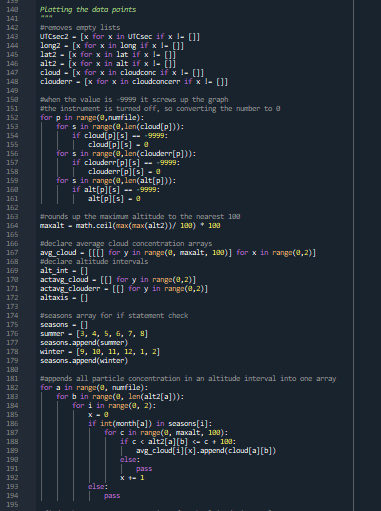 139
140 Plotting the data points
141 """
142
143 #removes empty lists
144 UTCsec2 = [x for x in UTCsec if x != []]
145 long2 = [x for x in long if x != []]
146 lat2 = [x for x in lat if x != []]
147 alt2 = [x for x in alt if x != []]
148 cloud = [x for x in cloudconc if x != []]
149 clouderr = [x for x in cloudconcerr if x != []]
150
151 #when the value is -9999 it screws up the graph
152 #the instrument is turned off, so converting the number to 0
153 for p in range(0,numfile):
154 for s in range(0,len(cloud[p])):
155 if cloud[p][s] == -9999:
156 cloud[p][s] = 0
157 for s in range(0,len(clouderr[p])):
158 if clouderr[p][s] == -9999:
159 clouderr[p][s] = 0
160 for s in range(0,len(alt[p])):
161 if alt[p][s] == -9999:
162 alt[p][s] = 0
163
164 #rounds up the maximum altitude to the nearest 100
165 maxalt = math.ceil(max(max(alt2))/ 100) * 100
166
167 #declare average cloud concentration arrays
168 avg_cloud = [[[] for y in range(0, maxalt, 100)] for x in range(0,2)]
169 #declare altitude intervals
170 alt_int = []
171 actavg_cloud = [[] for y in range(0,2)]
172 actavg_clouderr = [[] for y in range(0,2)]
173 altaxis = []
174
175 #seasons array for if statement check
176 seasons = []
177 summer = [3, 4, 5, 6, 7, 8]
178 seasons.append(summer)
179 winter = [9, 10, 11, 12, 1, 2]
180 seasons.append(winter)
181
182 #appends all particle concentration in an altitude interval into one array
183 for a in range(0, numfile):
184 for b in range(0, len(alt2[a])):
185 for i in range(0, 2):
186 x = 0
187 if int(month[a]) in seasons[i]:
188 for c in range(0, maxalt, 100):
189 if c < alt2[a][b] <= c + 100:
190 avg_cloud[i][x].append(cloud[a][b])
191 else:
192 pass
193 x += 1
194 else:
195 pass